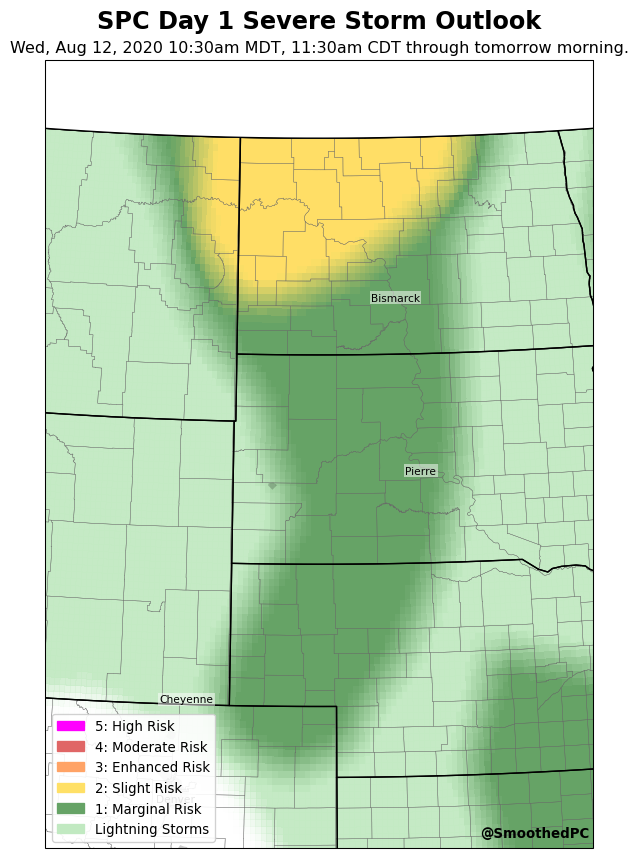 SPC Day 1 Severe Storm Outlook
Wed, Aug 12, 2020 10:30am MDT, 11:30am CDT through tomorrow morning.
Bismarck
Pierre
Cheyenne
5: High Risk
4: Moderate Risk
3: Enhanced Risk
2: Slight Risk
1: Marginal Risk
Lightning Storms
@SmoothedPC